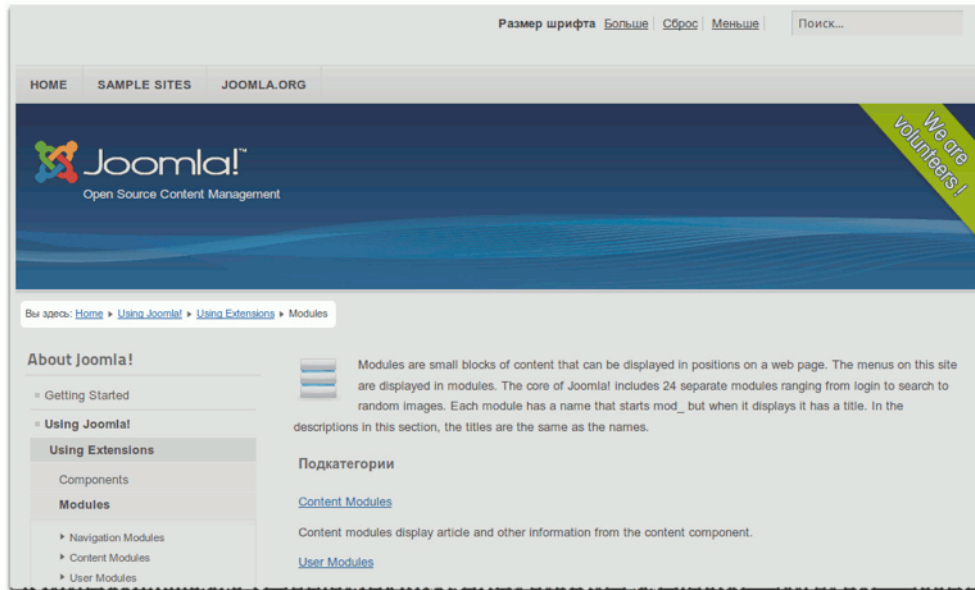 Размер шрифта Больше Сброс Меньше Поиск...
HOME SAMPLE SITES JOOMLA.ORG
We are
volunteers!
Joomla!™
Open Source Content Management
Вы здесь: Home Using Joomla! Using Extensions Modules
About Joomla!
Getting Started
Using Joomla!
Using Extensions
Components
Modules
Navigation Modules
Content Modules
User Modules
Modules are small blocks of content that can be displayed in positions on a web page. The menus on this site
are displayed in modules. The core of Joomla! includes 24 separate modules ranging from login to search to
random images. Each module has a name that starts mod_ but when it displays it has a title. In the
descriptions in this section, the titles are the same as the names.
Подкатегории
Content Modules
Content modules display article and other information from the content component.
User Modules